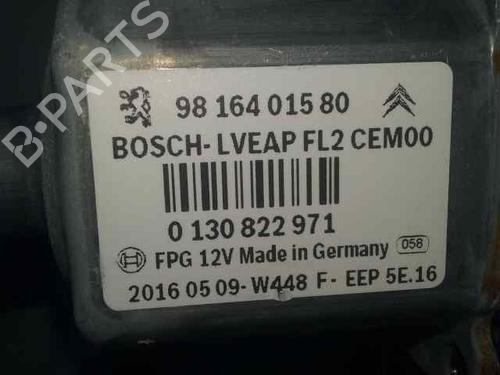 B-PARTS
98 164 015 80
BOSCH- LVEAP FL2 CEM00
0 130 822 971
FPG 12V Made in Germany 058
2016 05 09- W448 F- EEP 5E.16